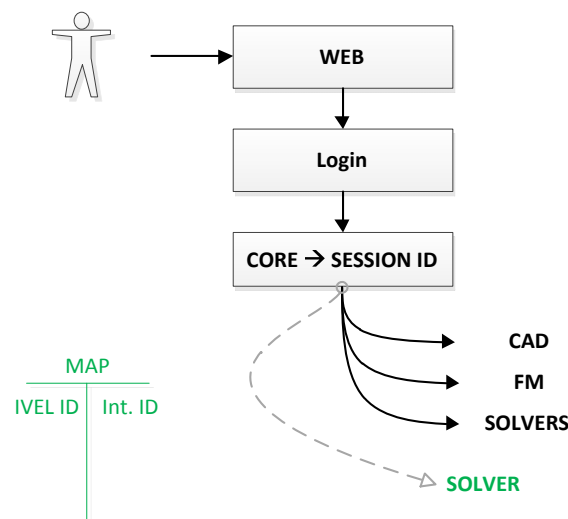 WEB
Login
CORE → SESSION ID
CAD
FM
SOLVERS
MAP
IVEL ID Int. ID
SOLVER